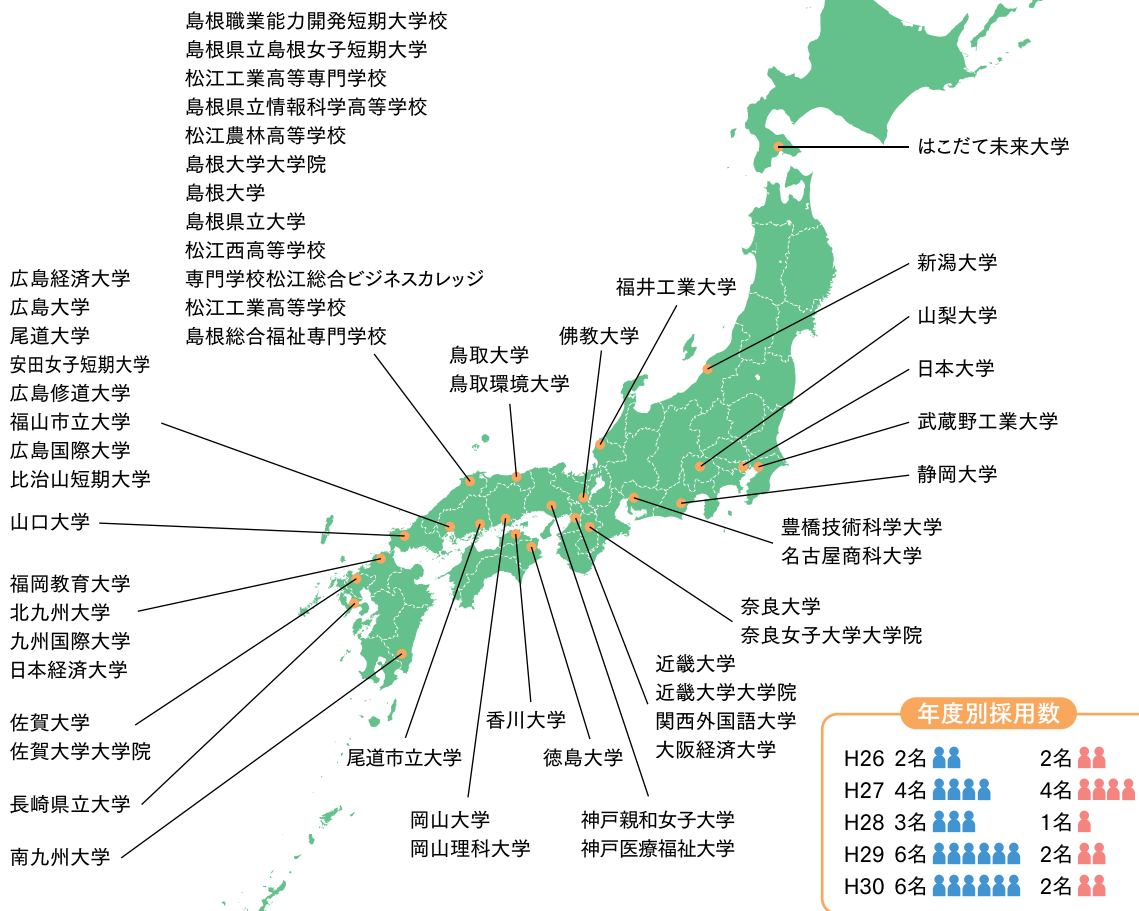 島根職業能力開発短期大学校
島根県立島根女子短期大学
松江工業高等専門学校
島根県立情報科学高等学校
松江農林高等学校
島根大学大学院
島根大学
島根県立大学
松江西高等学校
専門学校松江総合ビジネスカレッジ
松江工業高等学校
島根総合福祉専門学校
広島経済大学
広島大学
尾道大学
安田女子短期大学
広島修道大学
福山市立大学
広島国際大学
比治山短期大学
山口大学
福岡教育大学
北九州大学
九州国際大学
日本経済大学
佐賀大学
佐賀大学大学院
長崎県立大学
南九州大学
鳥取大学
鳥取環境大学
佛教大学
福井工業大学
はこだて未来大学
新潟大学
山梨大学
日本大学
武蔵野工業大学
静岡大学
豊橋技術科学大学
名古屋商科大学
奈良大学
奈良女子大学大学院
近畿大学
近畿大学大学院
関西外国語大学
大阪経済大学
香川大学
徳島大学
尾道市立大学
岡山大学
岡山理科大学
神戸親和女子大学
神戸医療福祉大学
年度別採用数
H26 2名 2名
H27 4名 4名
H28 3名 1名
H29 6名 2名
H30 6名 2名